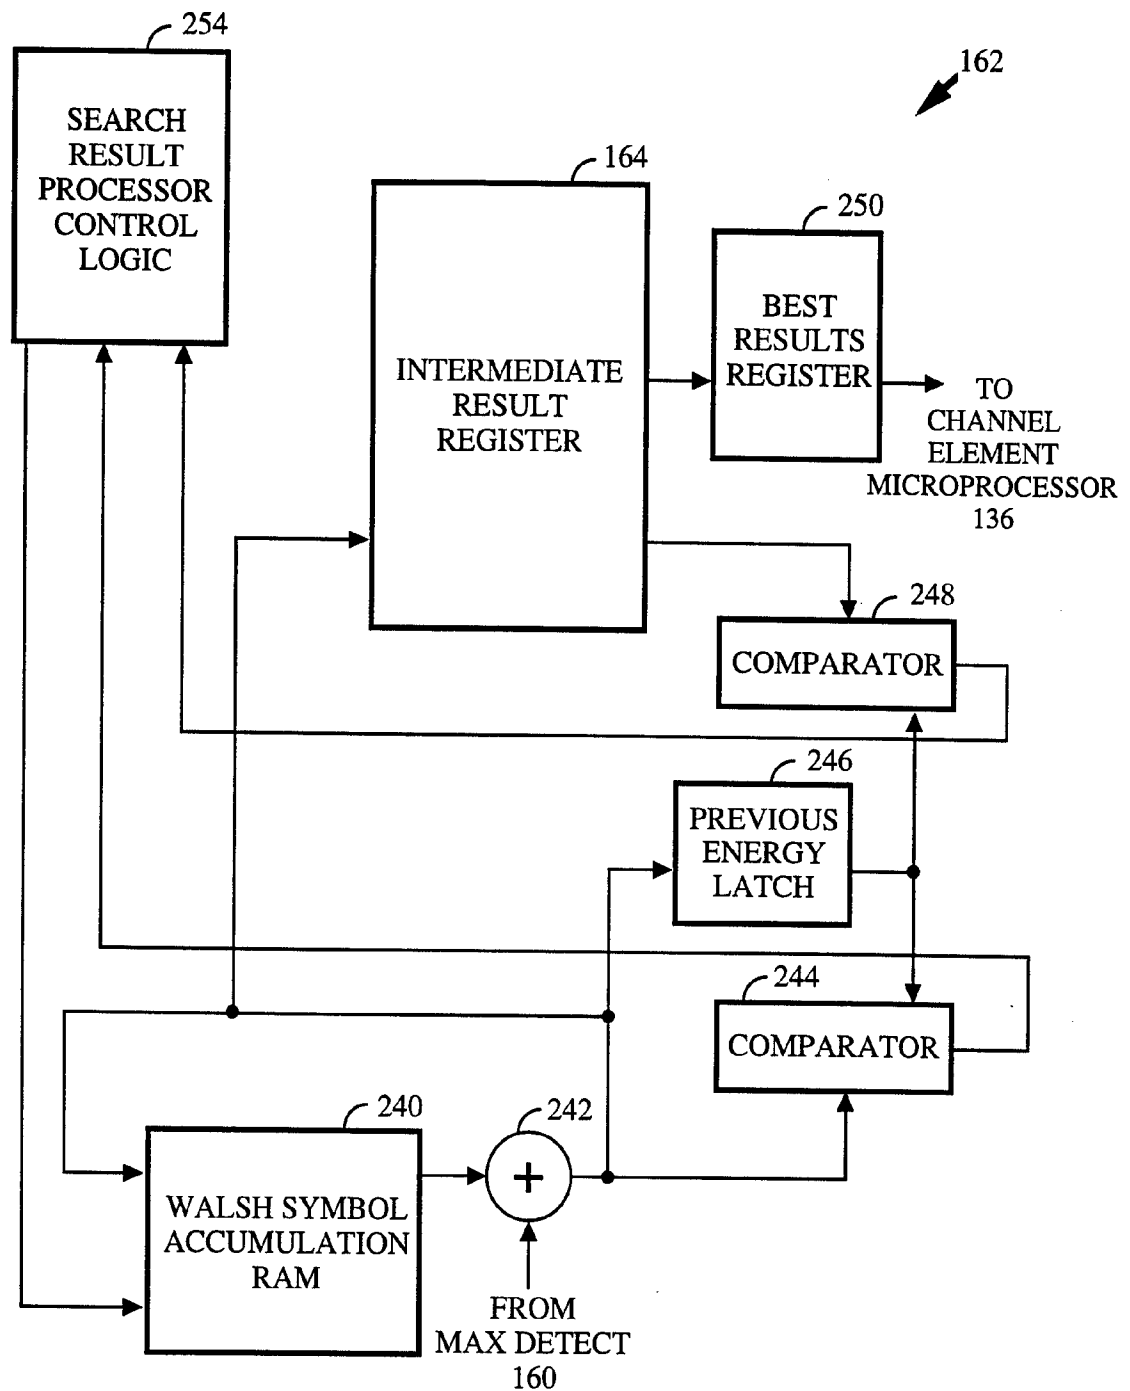 254
SEARCH
RESULT
PROCESSOR
CONTROL
LOGIC
162
164
INTERMEDIATE
RESULT
REGISTER
250
BEST
RESULTS
REGISTER
TO
CHANNEL
ELEMENT
MICROPROCESSOR
136
248
COMPARATOR
246
PREVIOUS
ENERGY
LATCH
244
COMPARATOR
240
WALSH SYMBOL
ACCUMULATION
RAM
242
+
FROM
MAX DETECT
160